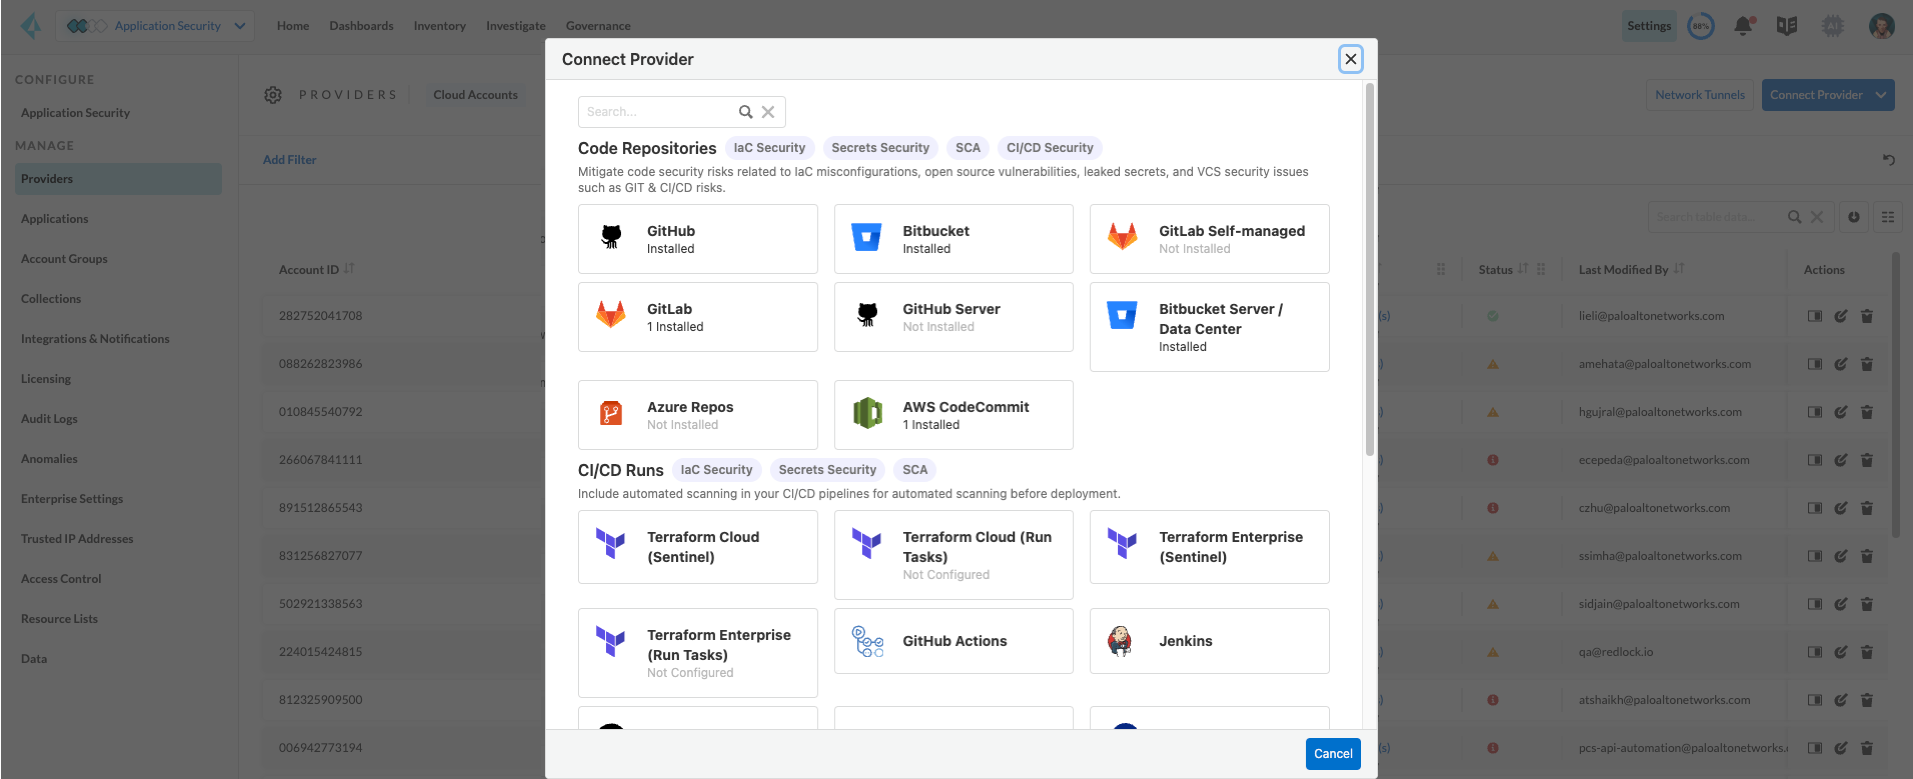 Application Security
Home
Dashboards
Inventory
Investigate
Governance
Settings
88%
AI
CONFIGURE
Application Security
MANAGE
Providers
Applications
Account Groups
Collections
Integrations & Notifications
Licensing
Audit Logs
Anomalies
Enterprise Settings
Trusted IP Addresses
Access Control
Resource Lists
Data
PROVIDERS
Cloud Accounts
Network Tunnels
Connect Provider
Add Filter
Search table data...
Account ID
Status
Last Modified By
Actions
282752041708
(s)
lieli@paloaltonetworks.com
088262823986
amehata@paloaltonetworks.com
010845540792
hgujral@paloaltonetworks.com
266067841111
ecepeda@paloaltonetworks.com
891512865543
czhu@paloaltonetworks.com
831256827077
ssimha@paloaltonetworks.com
502921338563
sidjain@paloaltonetworks.com
224015424815
qa@redlock.io
812325909500
atshaikh@paloaltonetworks.com
006942773194
(s)
pcs-api-automation@paloaltonetworks.
Connect Provider
Search...
Code Repositories IaC Security Secrets Security SCA CI/CD Security
Mitigate code security risks related to IaC misconfigurations, open source vulnerabilities, leaked secrets, and VCS security issues
such as GIT & CI/CD risks.
GitHub
Installed
Bitbucket
Installed
GitLab Self-managed
Not Installed
GitLab
1 Installed
GitHub Server
Not Installed
Bitbucket Server /
Data Center
Installed
Azure Repos
Not Installed
AWS CodeCommit
1 Installed
CI/CD Runs IaC Security Secrets Security SCA
Include automated scanning in your CI/CD pipelines for automated scanning before deployment.
Terraform Cloud
(Sentinel)
Terraform Cloud (Run
Tasks)
Not Configured
Terraform Enterprise
(Sentinel)
Terraform Enterprise
(Run Tasks)
Not Configured
GitHub Actions
Jenkins
Cancel